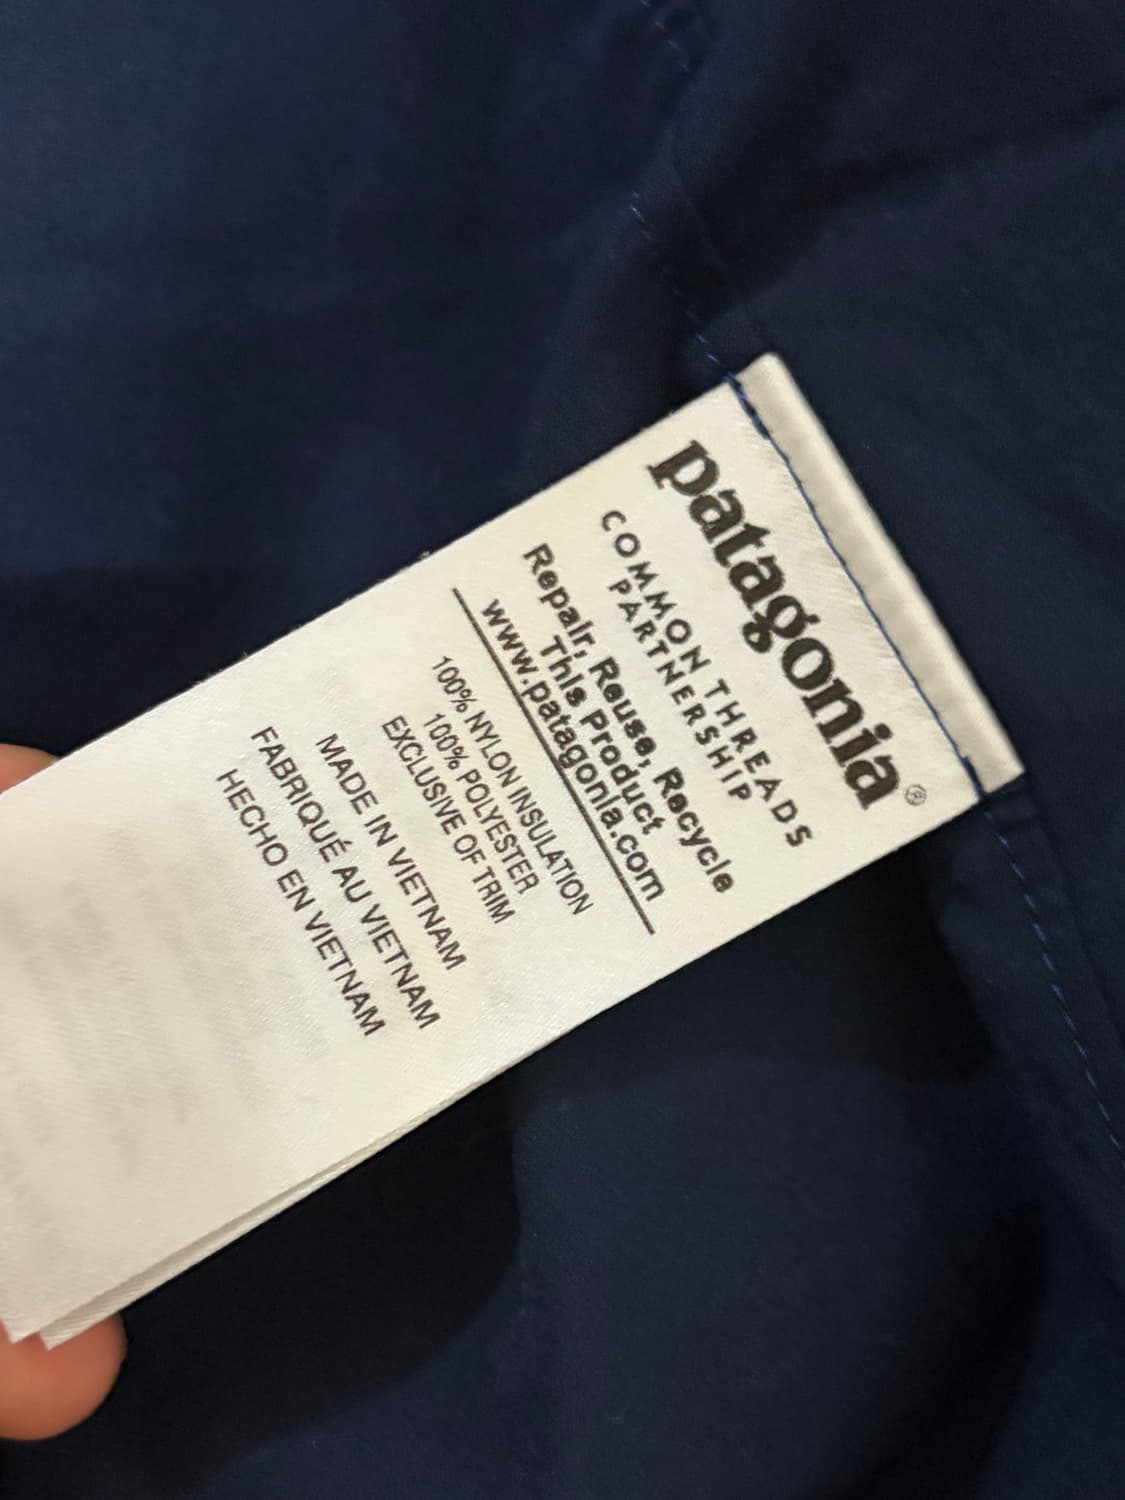 patagonia®
COMMON THREADS
PARTNERSHIP
Repair, Reuse, Recycle
This Product
www.patagonia.com
100% NYLON INSULATION
100% POLYESTER
EXCLUSIVE OF TRIM
MADE IN VIETNAM
FABRIQUÉ AU VIETNAM
HECHO EN VIETNAM